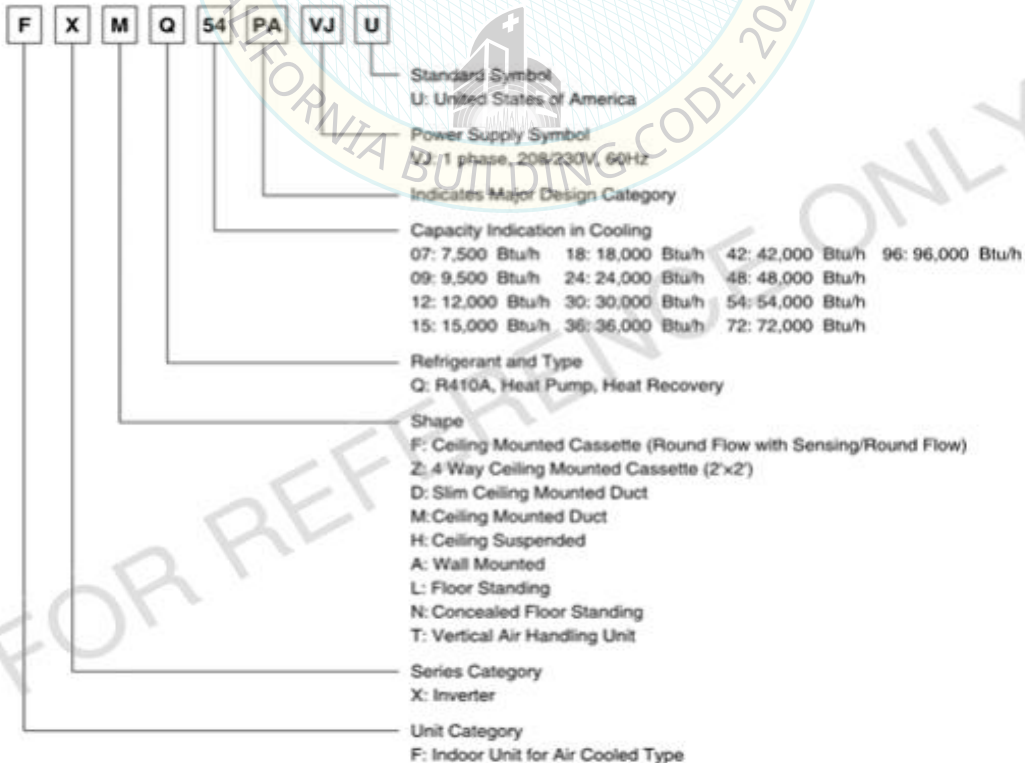 F X M Q 54 PA VJ U
Standard Symbol
U: United States of America
Power Supply Symbol
VJ: 1 phase, 208/230V, 60Hz
Indicates Major Design Category
Capacity Indication in Cooling
07: 7,500 Btu/h 18: 18,000 Btu/h 42: 42,000 Btu/h 96: 96,000 Btu/h
09: 9,500 Btu/h 24: 24,000 Btu/h 48: 48,000 Btu/h
12: 12,000 Btu/h 30: 30,000 Btu/h 54: 54,000 Btu/h
15: 15,000 Btu/h 36: 36,000 Btu/h 72: 72,000 Btu/h
Refrigerant and Type
Q: R410A, Heat Pump, Heat Recovery
Shape
F: Ceiling Mounted Cassette (Round Flow with Sensing/Round Flow)
Z: 4 Way Ceiling Mounted Cassette (2'×2')
D: Slim Ceiling Mounted Duct
M: Ceiling Mounted Duct
H: Ceiling Suspended
A: Wall Mounted
L: Floor Standing
N: Concealed Floor Standing
T: Vertical Air Handling Unit
Series Category
X: Inverter
Unit Category
F: Indoor Unit for Air Cooled Type
BUILDING CODE,
FOR REFERENCE ONLY